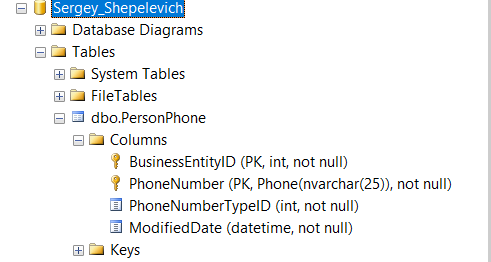 Sergey_Shepelevich
Database Diagrams
Tables
System Tables
FileTables
dbo.PersonPhone
Columns
BusinessEntityID (PK, int, not null)
PhoneNumber (PK, Phone(nvarchar(25)), not null)
PhoneNumberTypeID (int, not null)
ModifiedDate (datetime, not null)
Keys